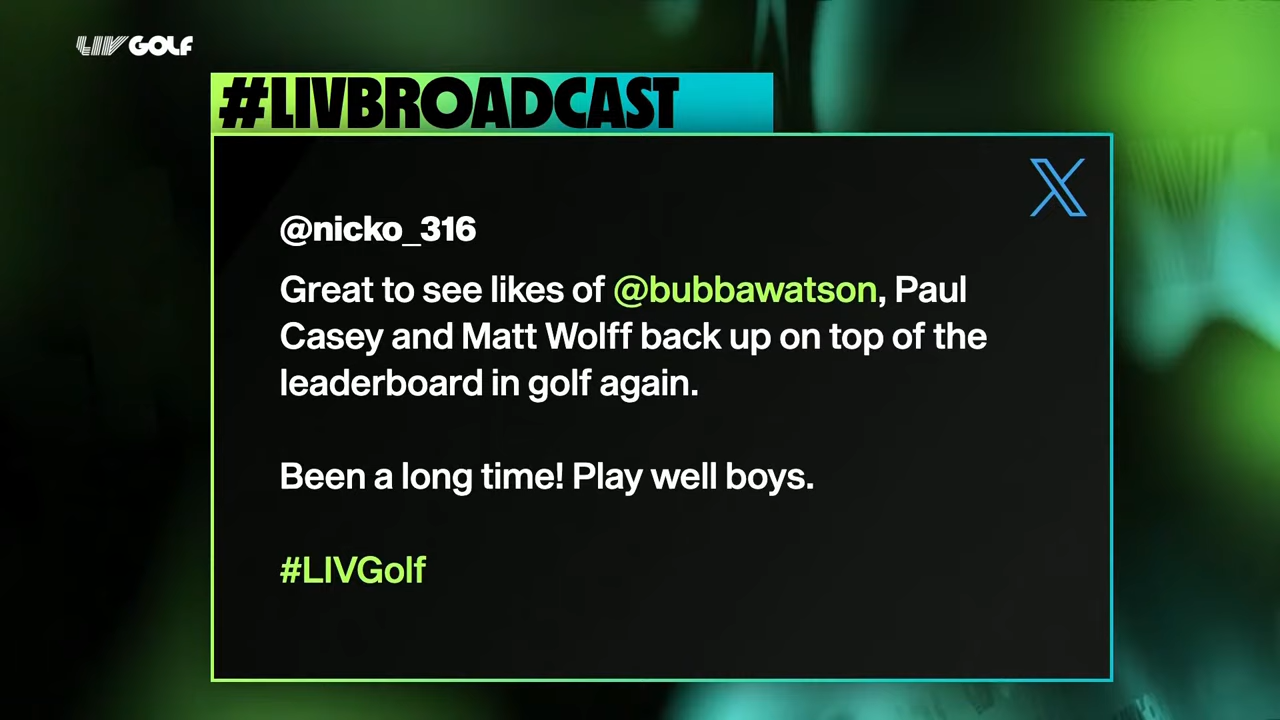 LIV GOLF
#LIVBROADCAST
@nicko_316
Great to see likes of @bubbawatson, Paul
Casey and Matt Wolff back up on top of the
leaderboard in golf again.
Been a long time! Play well boys.
#LIVGolf